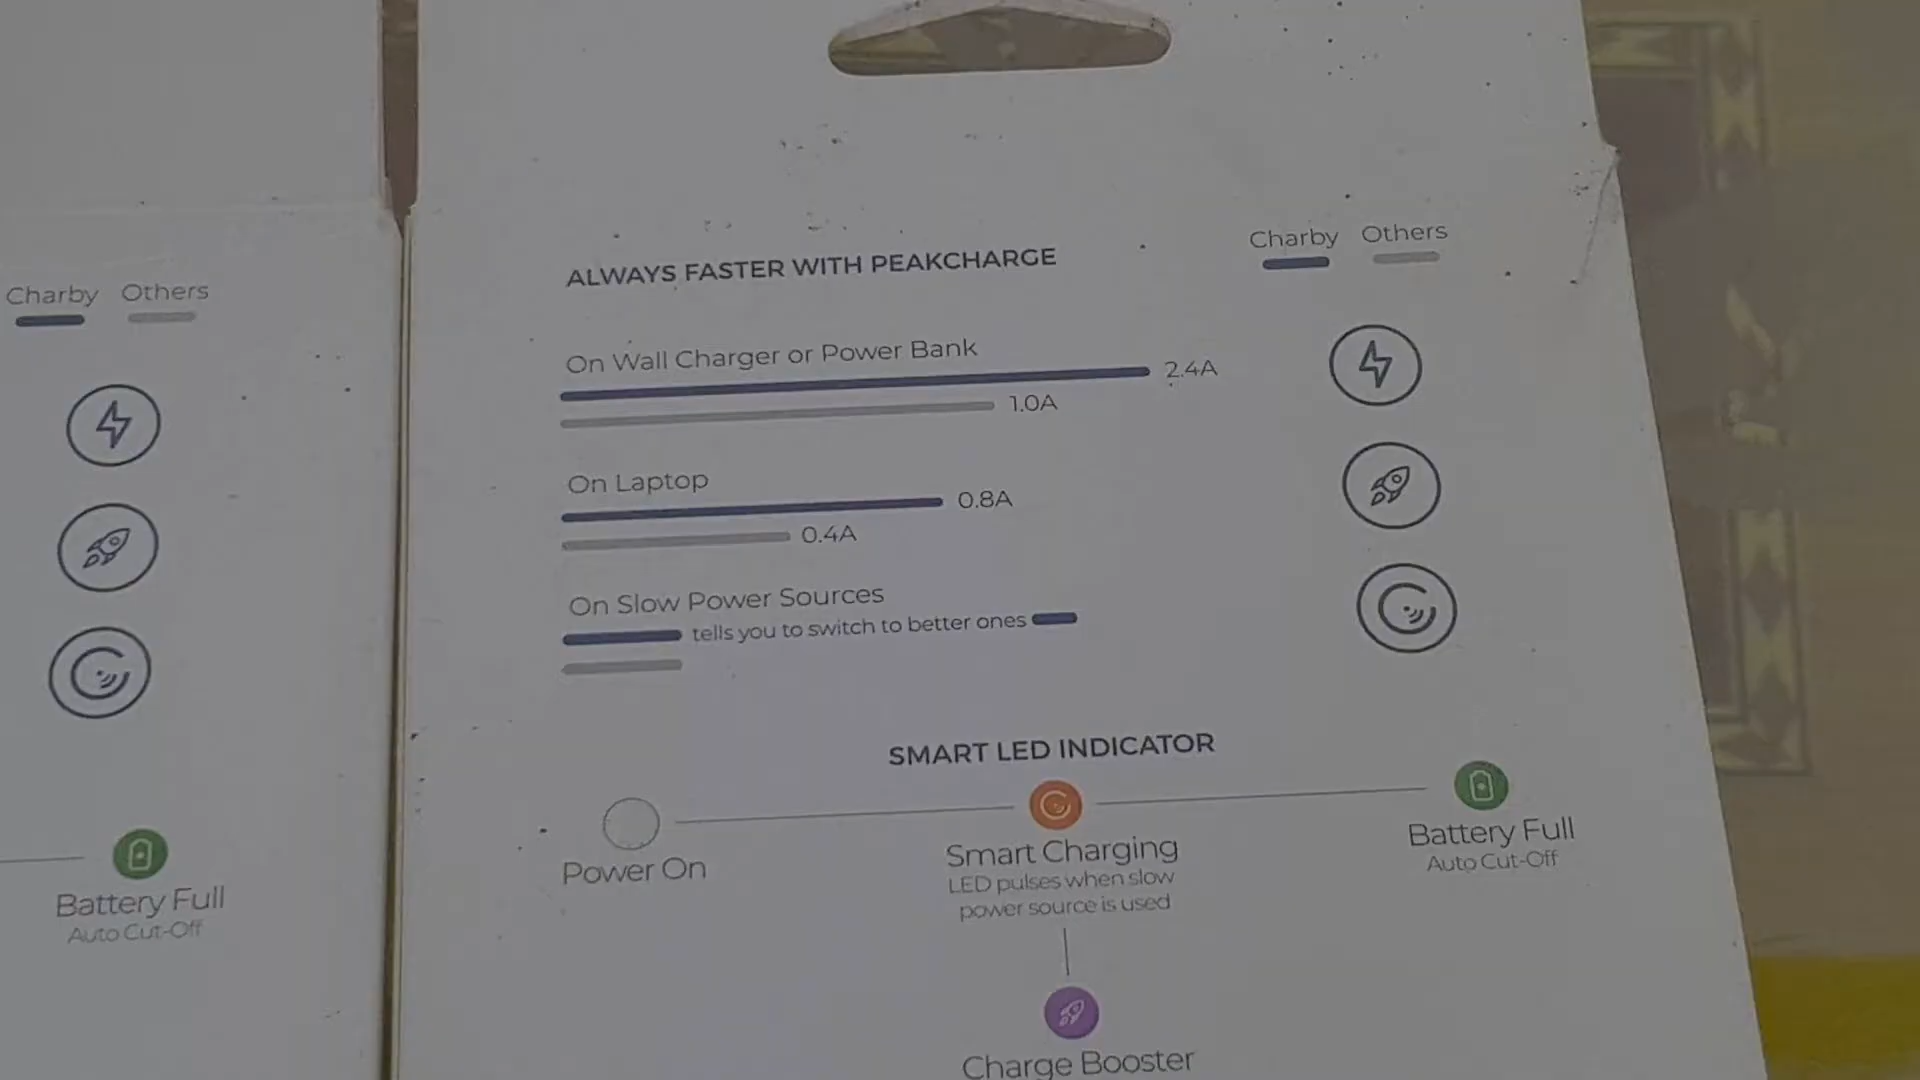 Charby Others
Battery Full
Auto Cut-Off
ALWAYS FASTER WITH PEAKCHARGE
Charby Others
On Wall Charger or Power Bank
2.4A
1.0A
On Laptop
0.8A
0.4A
On Slow Power Sources
tells you to switch to better ones
SMART LED INDICATOR
Power On
Smart Charging
LED pulses when slow
power source is used
Battery Full
Auto Cut-Off
Charge Booster